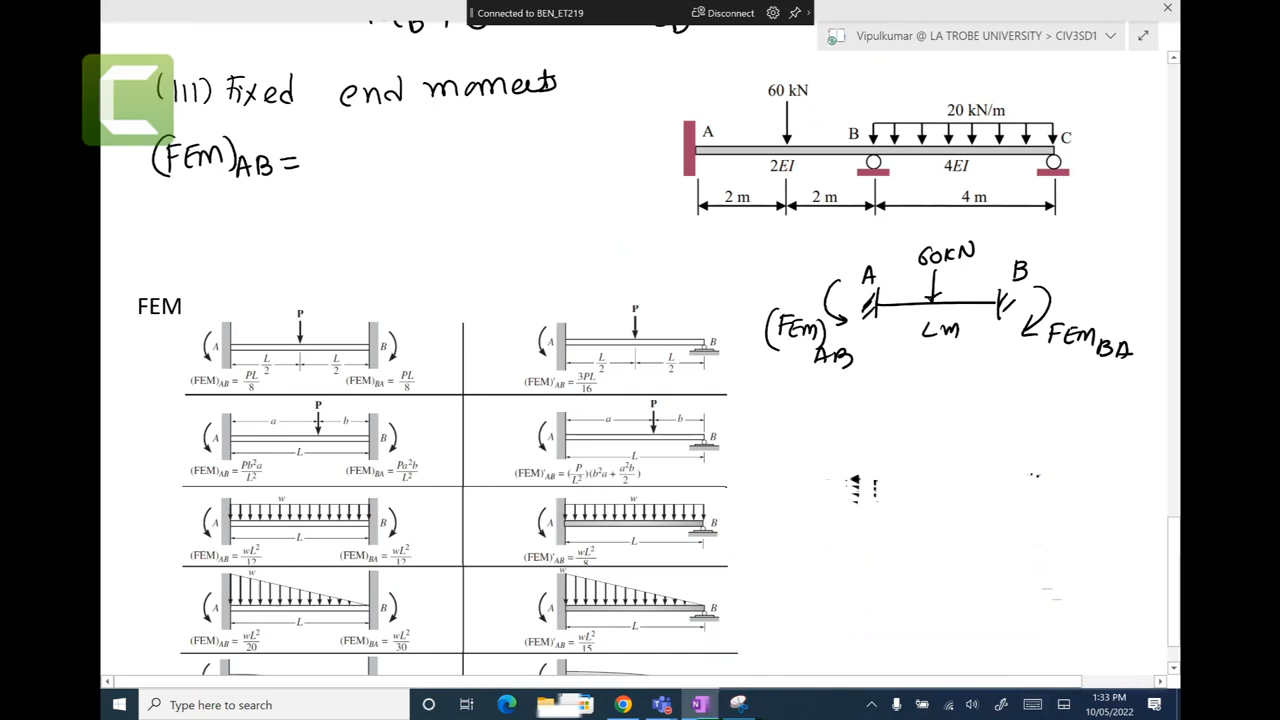 Connected to BEN_ET219
Disconnect
Vipulkumar @ LA TROBE UNIVERSITY > CIV3SD1
(III) Fixed end moments
(FEM)AB =
60 kN
20 kN/m
A
B
C
2EI
4EI
2 m
2 m
4 m
60KN
A
B
Lm
(FEM)AB
FEMBA
FEM
P
A
L/2
L/2
B
(FEM)AB = PL/8
(FEM)BA = PL/8
P
A
L/2
L/2
B
(FEM)'AB = 3PL/16
P
a
b
A
B
L
(FEM)AB = Pb²a/L²
(FEM)BA = Pa²b/L²
P
a
b
A
B
L
(FEM)'AB = (P/L²)(b²a + a²b/2)
w
A
B
L
(FEM)AB = wL²/12
(FEM)BA = wL²/12
w
A
B
L
(FEM)'AB = wL²/8
w
A
B
L
(FEM)AB = wL²/20
(FEM)BA = wL²/30
w
A
B
L
(FEM)'AB = wL²/15
Type here to search
1:33 PM
10/05/2022